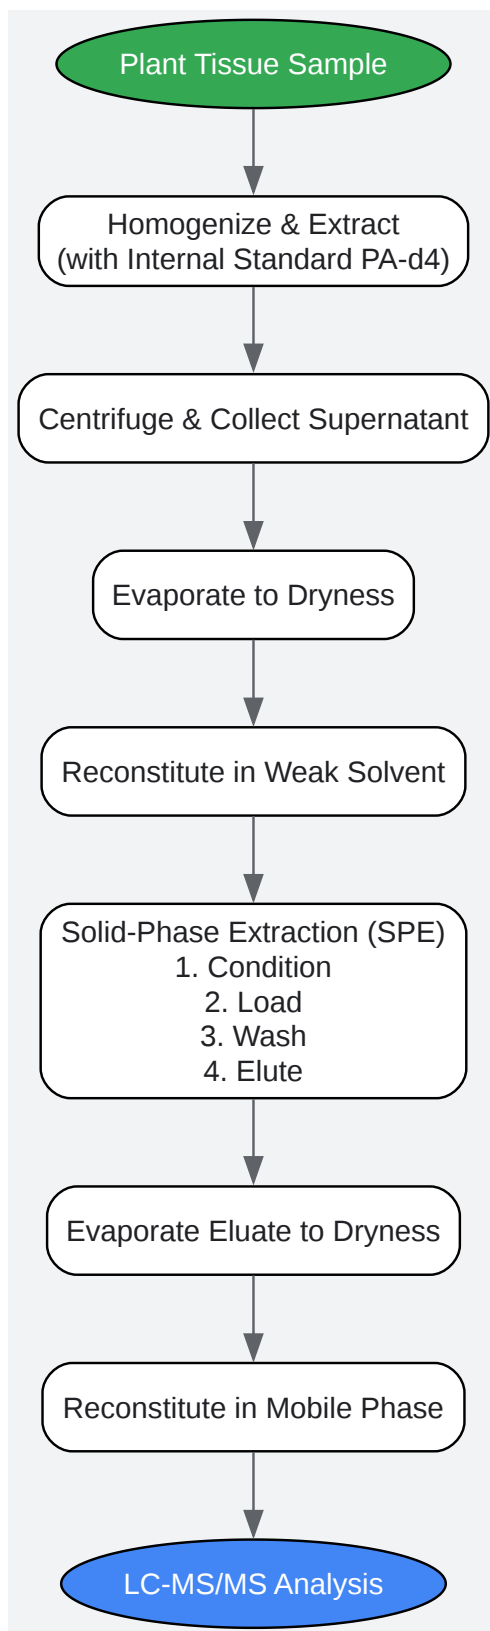 Plant Tissue Sample
Homogenize & Extract
(with Internal Standard PA-d4)
Centrifuge & Collect Supernatant
Evaporate to Dryness
Reconstitute in Weak Solvent
Solid-Phase Extraction (SPE)
1. Condition
2. Load
3. Wash
4. Elute
Evaporate Eluate to Dryness
Reconstitute in Mobile Phase
LC-MS/MS Analysis